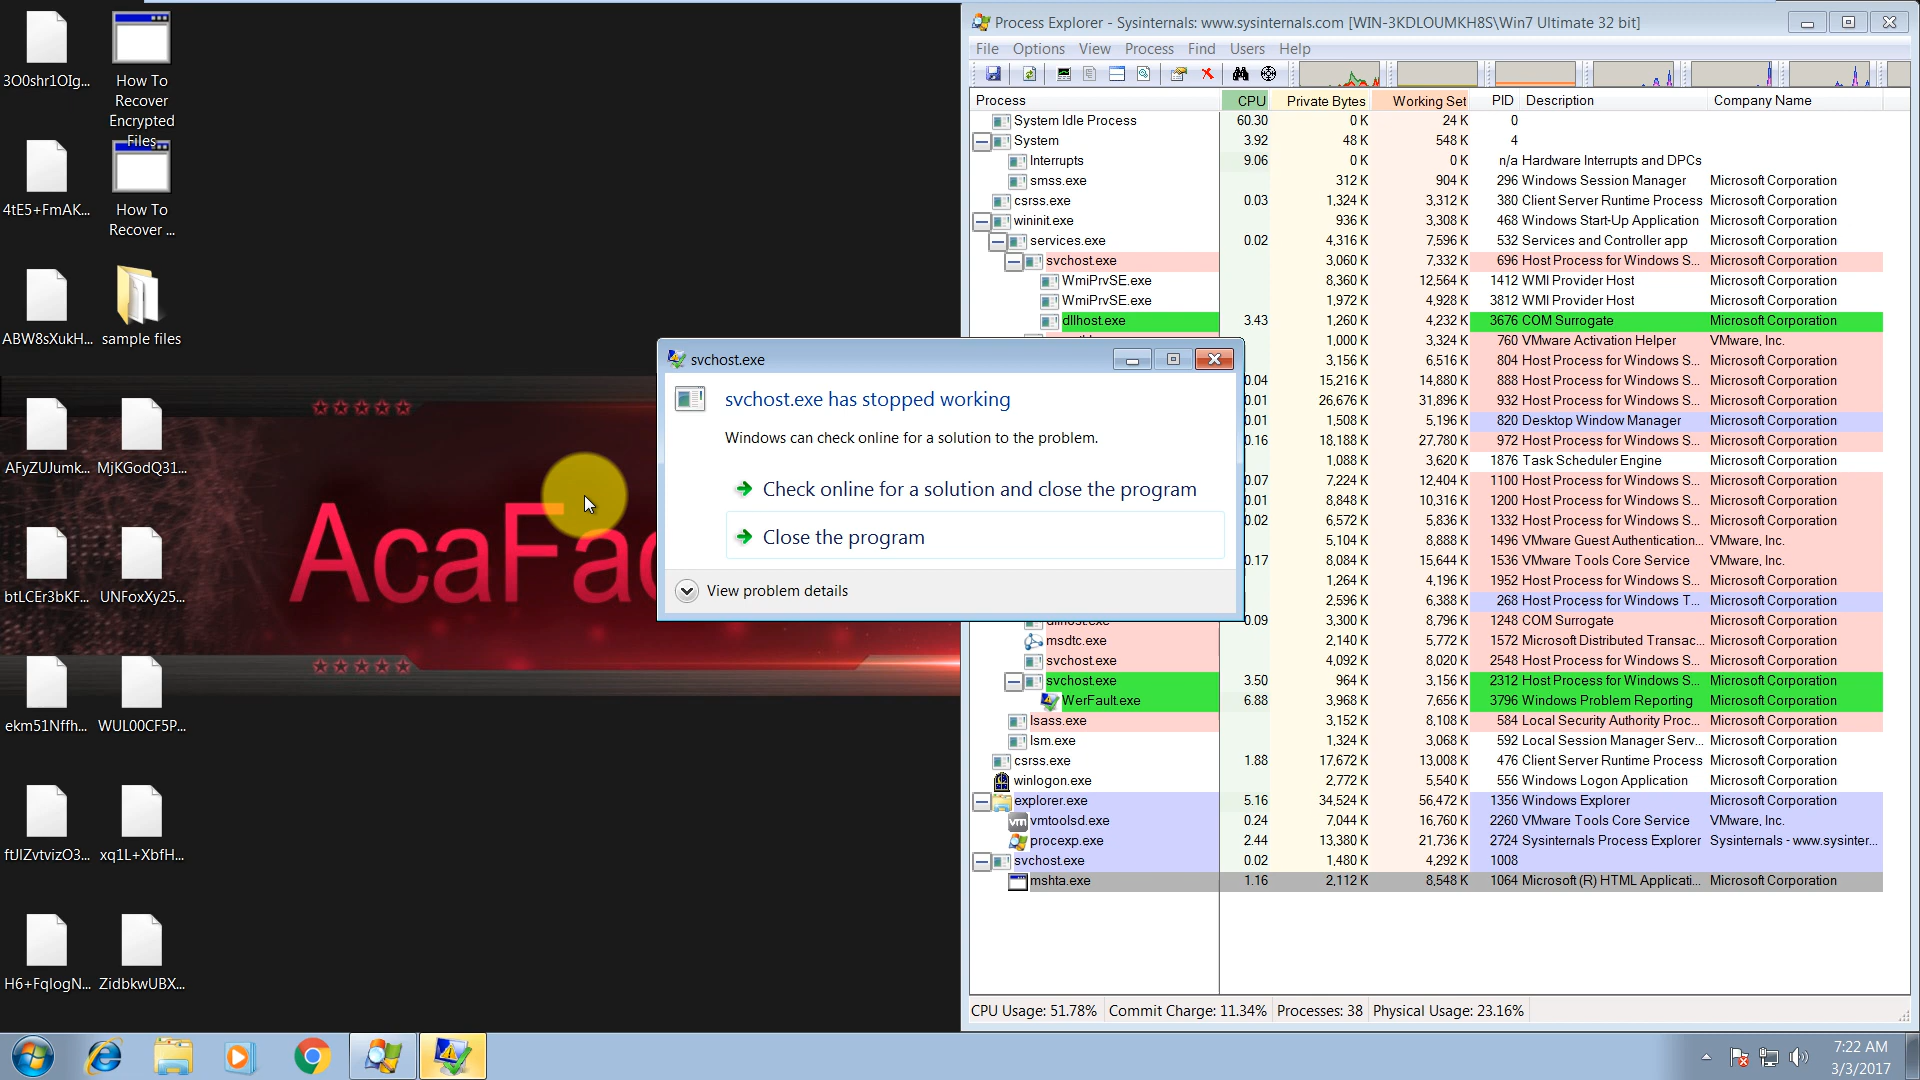 3O0shr1OIg...
How To
Recover
Encrypted
Files...
4tE5+FmAK...
How To
Recover ...
ABW8sXukH...
sample files
AFyZUJumk...
MjKGodQ31...
btLCEr3bKF...
UNFoxXy25...
ekm51Nffh...
WUL00CF5P...
ftJlZvtvizO3...
xq1L+XbfH...
H6+FqlogN...
ZidbkwUBX...
AcaFa
Process Explorer - Sysinternals: www.sysinternals.com [WIN-3KDLOUMKH8S\Win7 Ultimate 32 bit]
File Options View Process Find Users Help
Process CPU Private Bytes Working Set PID Description Company Name
System Idle Process 60.30 0 K 24 K 0
System 3.92 48 K 548 K 4
Interrupts 9.06 0 K 0 K n/a Hardware Interrupts and DPCs
smss.exe 312 K 904 K 296 Windows Session Manager Microsoft Corporation
csrss.exe 0.03 1,324 K 3,312 K 380 Client Server Runtime Process Microsoft Corporation
wininit.exe 936 K 3,308 K 468 Windows Start-Up Application Microsoft Corporation
services.exe 0.02 4,316 K 7,596 K 532 Services and Controller app Microsoft Corporation
svchost.exe 3,060 K 7,332 K 696 Host Process for Windows S... Microsoft Corporation
WmiPrvSE.exe 8,360 K 12,564 K 1412 WMI Provider Host Microsoft Corporation
WmiPrvSE.exe 1,972 K 4,928 K 3812 WMI Provider Host Microsoft Corporation
dllhost.exe 3.43 1,260 K 4,232 K 3676 COM Surrogate Microsoft Corporation
1,000 K 3,324 K 760 VMware Activation Helper VMware, Inc.
3,156 K 6,516 K 804 Host Process for Windows S... Microsoft Corporation
0.04 15,216 K 14,880 K 888 Host Process for Windows S... Microsoft Corporation
0.01 26,676 K 31,896 K 932 Host Process for Windows S... Microsoft Corporation
0.01 1,508 K 5,196 K 820 Desktop Window Manager Microsoft Corporation
0.16 18,188 K 27,780 K 972 Host Process for Windows S... Microsoft Corporation
1,088 K 3,620 K 1876 Task Scheduler Engine Microsoft Corporation
0.07 7,224 K 12,404 K 1100 Host Process for Windows S... Microsoft Corporation
0.01 8,848 K 10,316 K 1200 Host Process for Windows S... Microsoft Corporation
0.02 6,572 K 5,836 K 1332 Host Process for Windows S... Microsoft Corporation
5,104 K 8,888 K 1496 VMware Guest Authentication... VMware, Inc.
0.17 8,084 K 15,644 K 1536 VMware Tools Core Service VMware, Inc.
1,264 K 4,196 K 1952 Host Process for Windows S... Microsoft Corporation
2,596 K 6,388 K 268 Host Process for Windows T... Microsoft Corporation
dllhost.exe 0.09 3,300 K 8,796 K 1248 COM Surrogate Microsoft Corporation
msdtc.exe 2,140 K 5,772 K 1572 Microsoft Distributed Transac... Microsoft Corporation
svchost.exe 4,092 K 8,020 K 2548 Host Process for Windows S... Microsoft Corporation
svchost.exe 3.50 964 K 3,156 K 2312 Host Process for Windows S... Microsoft Corporation
WerFault.exe 6.88 3,968 K 7,656 K 3796 Windows Problem Reporting Microsoft Corporation
lsass.exe 3,152 K 8,108 K 584 Local Security Authority Proc... Microsoft Corporation
lsm.exe 1,324 K 3,068 K 592 Local Session Manager Serv... Microsoft Corporation
csrss.exe 1.88 17,672 K 13,008 K 476 Client Server Runtime Process Microsoft Corporation
winlogon.exe 2,772 K 5,540 K 556 Windows Logon Application Microsoft Corporation
explorer.exe 5.16 34,524 K 56,472 K 1356 Windows Explorer Microsoft Corporation
vmtoolsd.exe 0.24 7,044 K 16,760 K 2260 VMware Tools Core Service VMware, Inc.
procexp.exe 2.44 13,380 K 21,736 K 2724 Sysinternals Process Explorer Sysinternals - www.sysinter...
svchost.exe 0.02 1,480 K 4,292 K 1008
mshta.exe 1.16 2,112 K 8,548 K 1064 Microsoft (R) HTML Applicati... Microsoft Corporation
CPU Usage: 51.78% Commit Charge: 11.34% Processes: 38 Physical Usage: 23.16%
svchost.exe
svchost.exe has stopped working
Windows can check online for a solution to the problem.
Check online for a solution and close the program
Close the program
View problem details
7:22 AM
3/3/2017